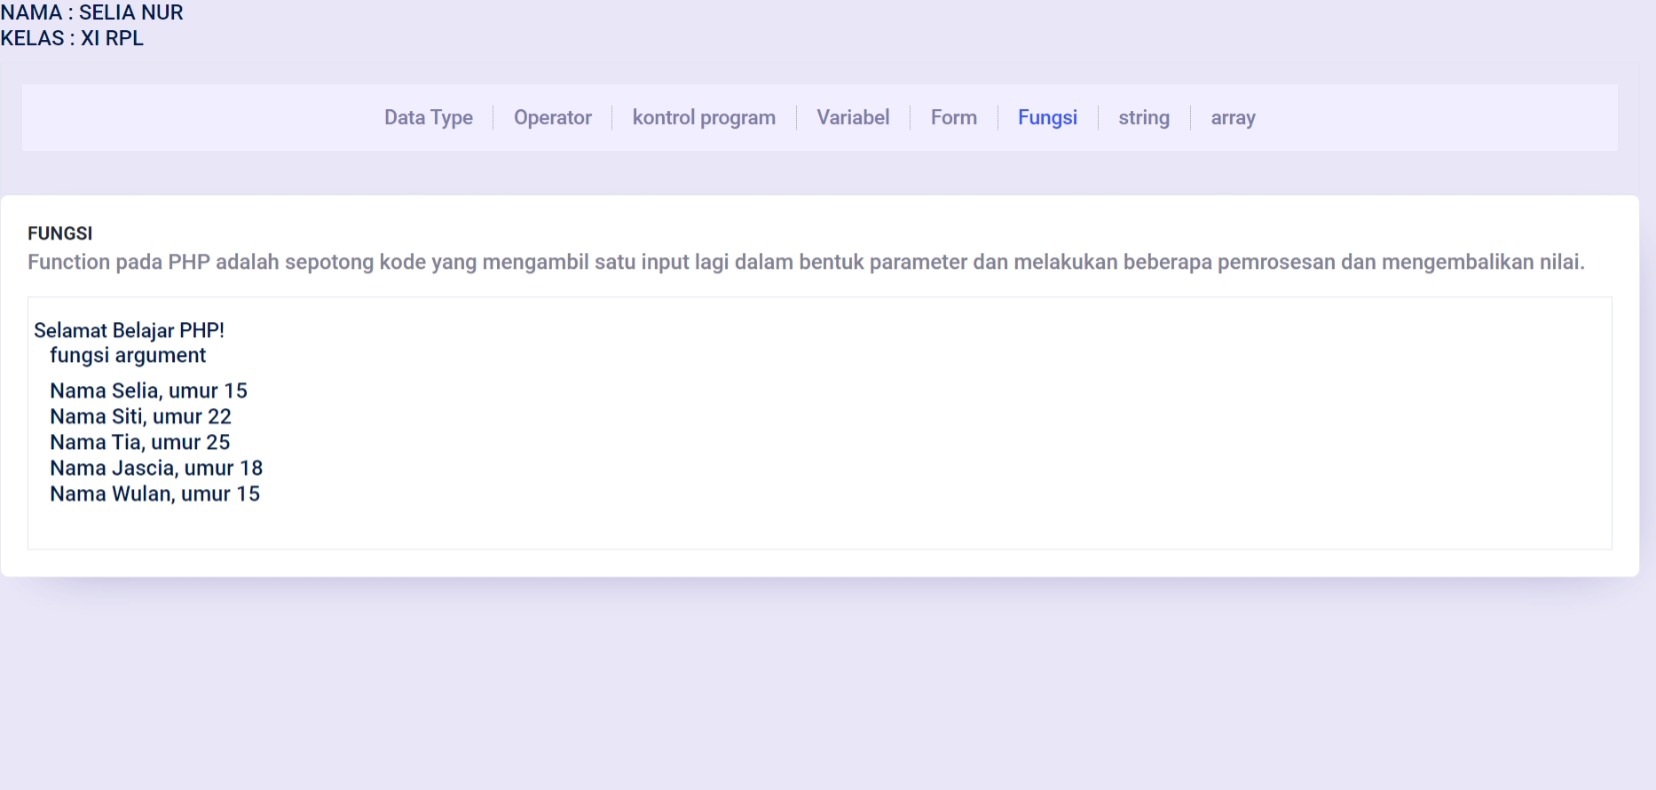 NAMA : SELIA NUR
KELAS : XI RPL
Data Type Operator kontrol program Variabel Form Fungsi string array
FUNGSI
Function pada PHP adalah sepotong kode yang mengambil satu input lagi dalam bentuk parameter dan melakukan beberapa pemrosesan dan mengembalikan nilai.
Selamat Belajar PHP!
fungsi argument
Nama Selia, umur 15
Nama Siti, umur 22
Nama Tia, umur 25
Nama Jascia, umur 18
Nama Wulan, umur 15